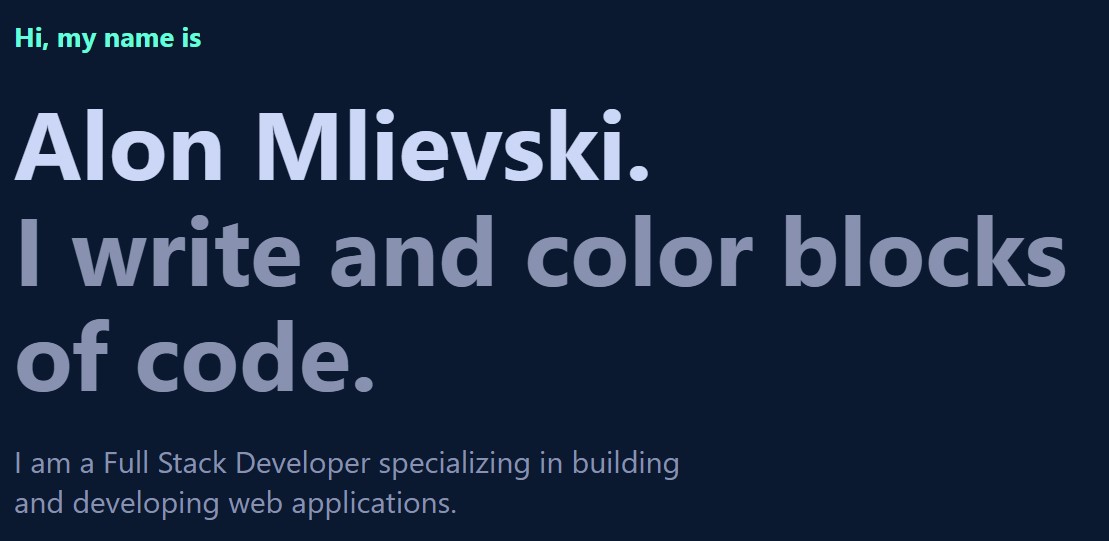 Hi, my name is
Alon Mlievski.
I write and color blocks
of code.
I am a Full Stack Developer specializing in building
and developing web applications.